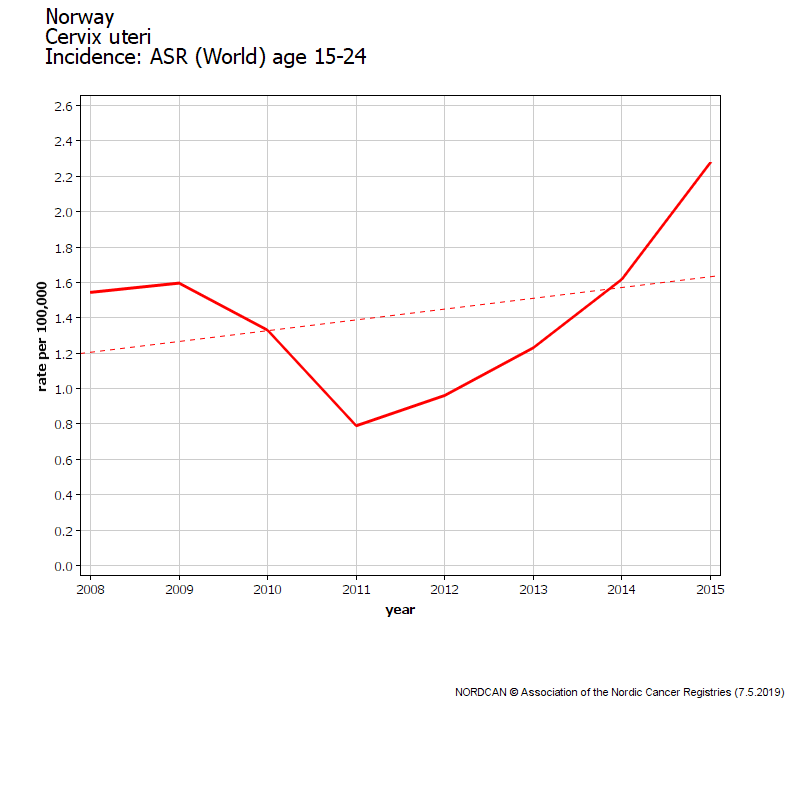 Norway
Cervix uteri
Incidence: ASR (World) age 15-24
2.6
2.4
2.2
2.0
1.8
1.6
1.4
1.2
1.0
0.8
0.6
0.4
0.2
0.0
rate per 100,000
2008 2009 2010 2011 2012 2013 2014 2015
year
NORDCAN © Association of the Nordic Cancer Registries (7.5.2019)